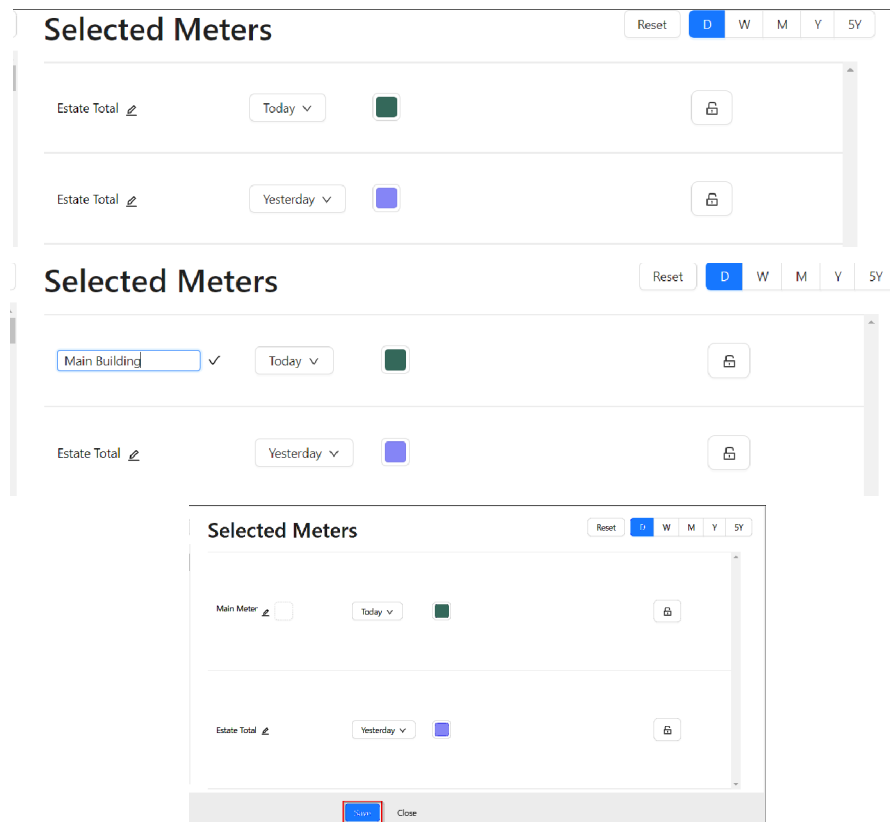 Selected Meters
Reset D W M Y 5Y
Estate Total Today
Estate Total Yesterday
Selected Meters
Reset D W M Y 5Y
Main Building Today
Estate Total Yesterday
Selected Meters
Reset D W M Y 5Y
Main Meter Today
Estate Total Yesterday
Save Close